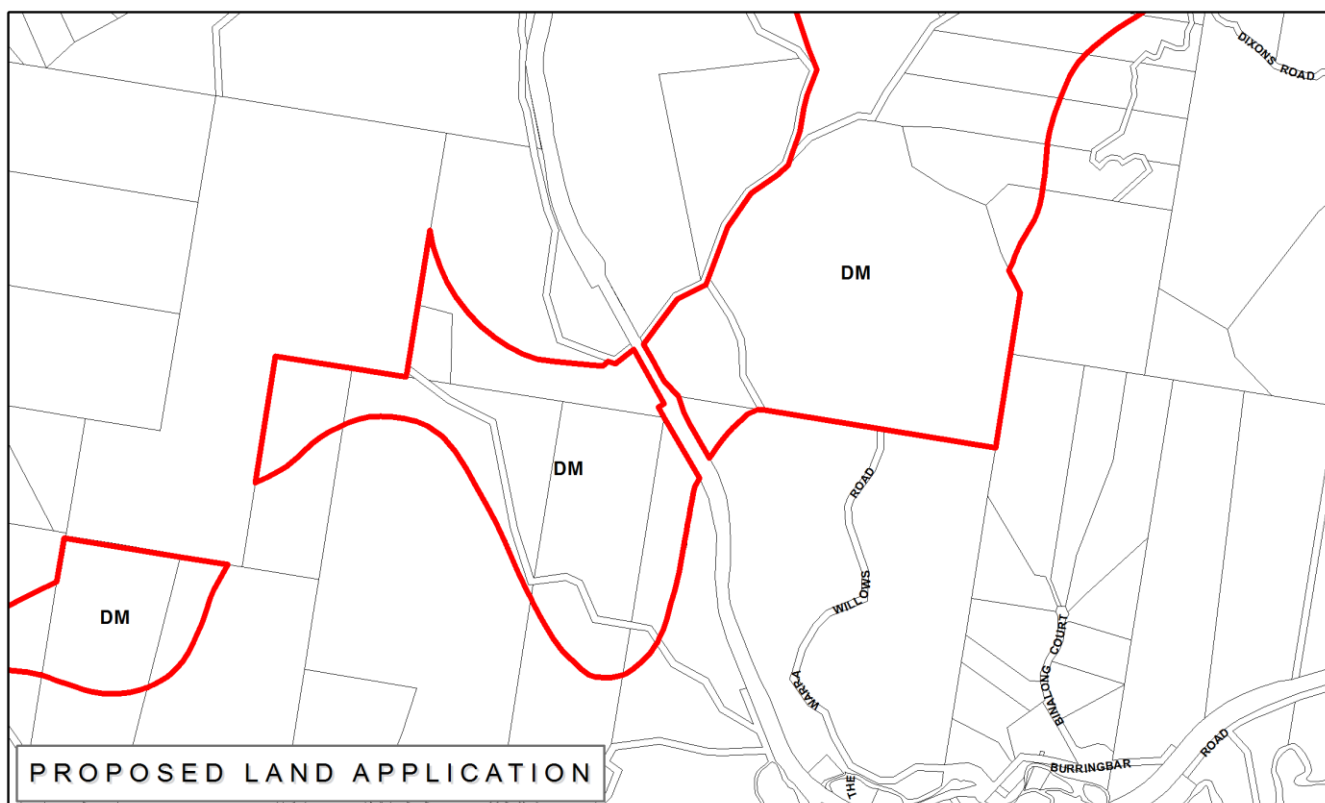 DIXONS ROAD
DM
DM
ROAD
WILLOWS
DM
WARRA
BINALONG COURT
PROPOSED LAND APPLICATION
THE
BURRINGBAR
ROAD